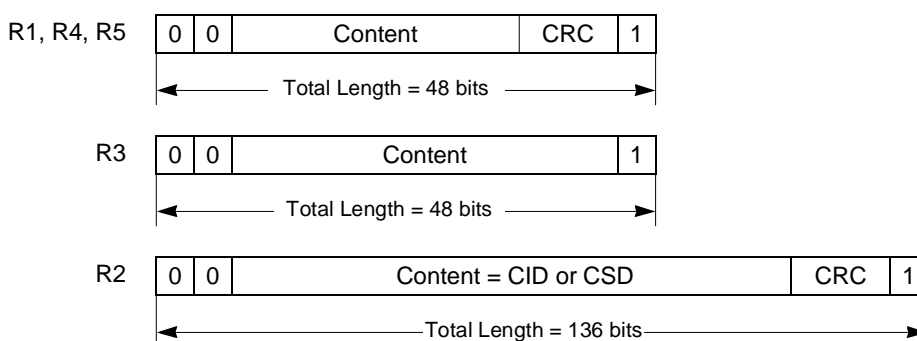 R1, R4, R5 0 0 Content CRC 1
Total Length = 48 bits
R3 0 0 Content 1
Total Length = 48 bits
R2 0 0 Content = CID or CSD CRC 1
Total Length = 136 bits